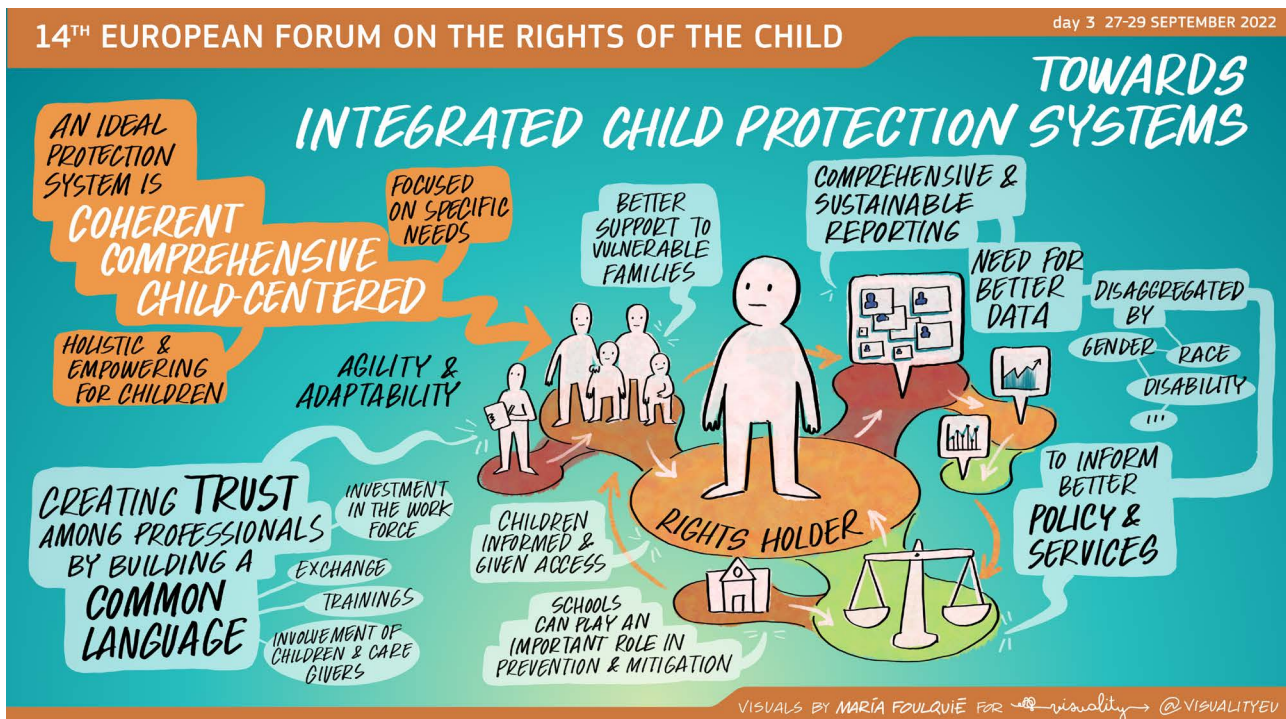 14TH EUROPEAN FORUM ON THE RIGHTS OF THE CHILD
day 3 27-29 SEPTEMBER 2022
TOWARDS
INTEGRATED CHILD PROTECTION SYSTEMS
AN IDEAL
PROTECTION
SYSTEM IS
COHERENT
COMPREHENSIVE
CHILD-CENTERED
FOCUSED
ON SPECIFIC
NEEDS
HOLISTIC &
EMPOWERING
FOR CHILDREN
AGILITY &
ADAPTABILITY
BETTER
SUPPORT TO
VULNERABLE
FAMILIES
COMPREHENSIVE &
SUSTAINABLE
REPORTING
NEED FOR
BETTER
DATA
DISAGGREGATED
BY
GENDER
RACE
DISABILITY
...
TO INFORM
BETTER
POLICY &
SERVICES
RIGHTS HOLDER
CREATING TRUST
AMONG PROFESSIONALS
BY BUILDING A
COMMON
LANGUAGE
INVESTMENT
IN THE WORK
FORCE
EXCHANGE
TRAININGS
INVOLVEMENT OF
CHILDREN & CARE
GIVERS
CHILDREN
INFORMED &
GIVEN ACCESS
SCHOOLS
CAN PLAY AN
IMPORTANT ROLE IN
PREVENTION & MITIGATION
VISUALS BY MARÍA FOULQUIÉ FOR visuality @VISUALITYEU